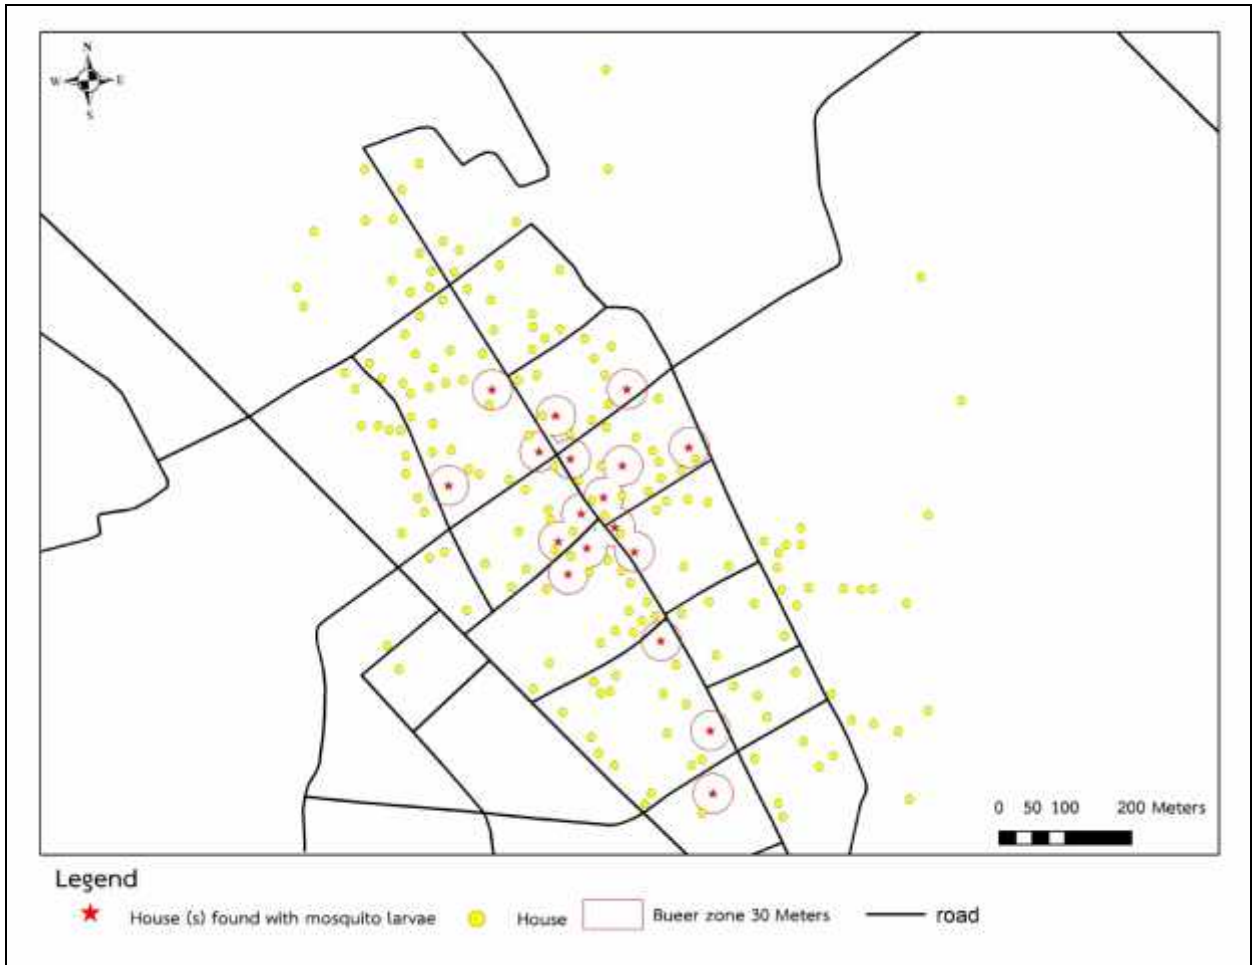 N
W E
S
0 50 100 200 Meters
Legend
House (s) found with mosquito larvae House Bueer zone 30 Meters road